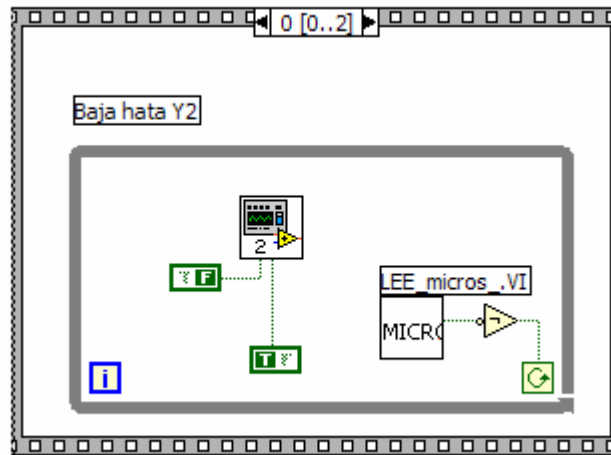 0 [0..2]
Baja hata Y2
2
F
LEE_micros_.VI
MICRO
T
i